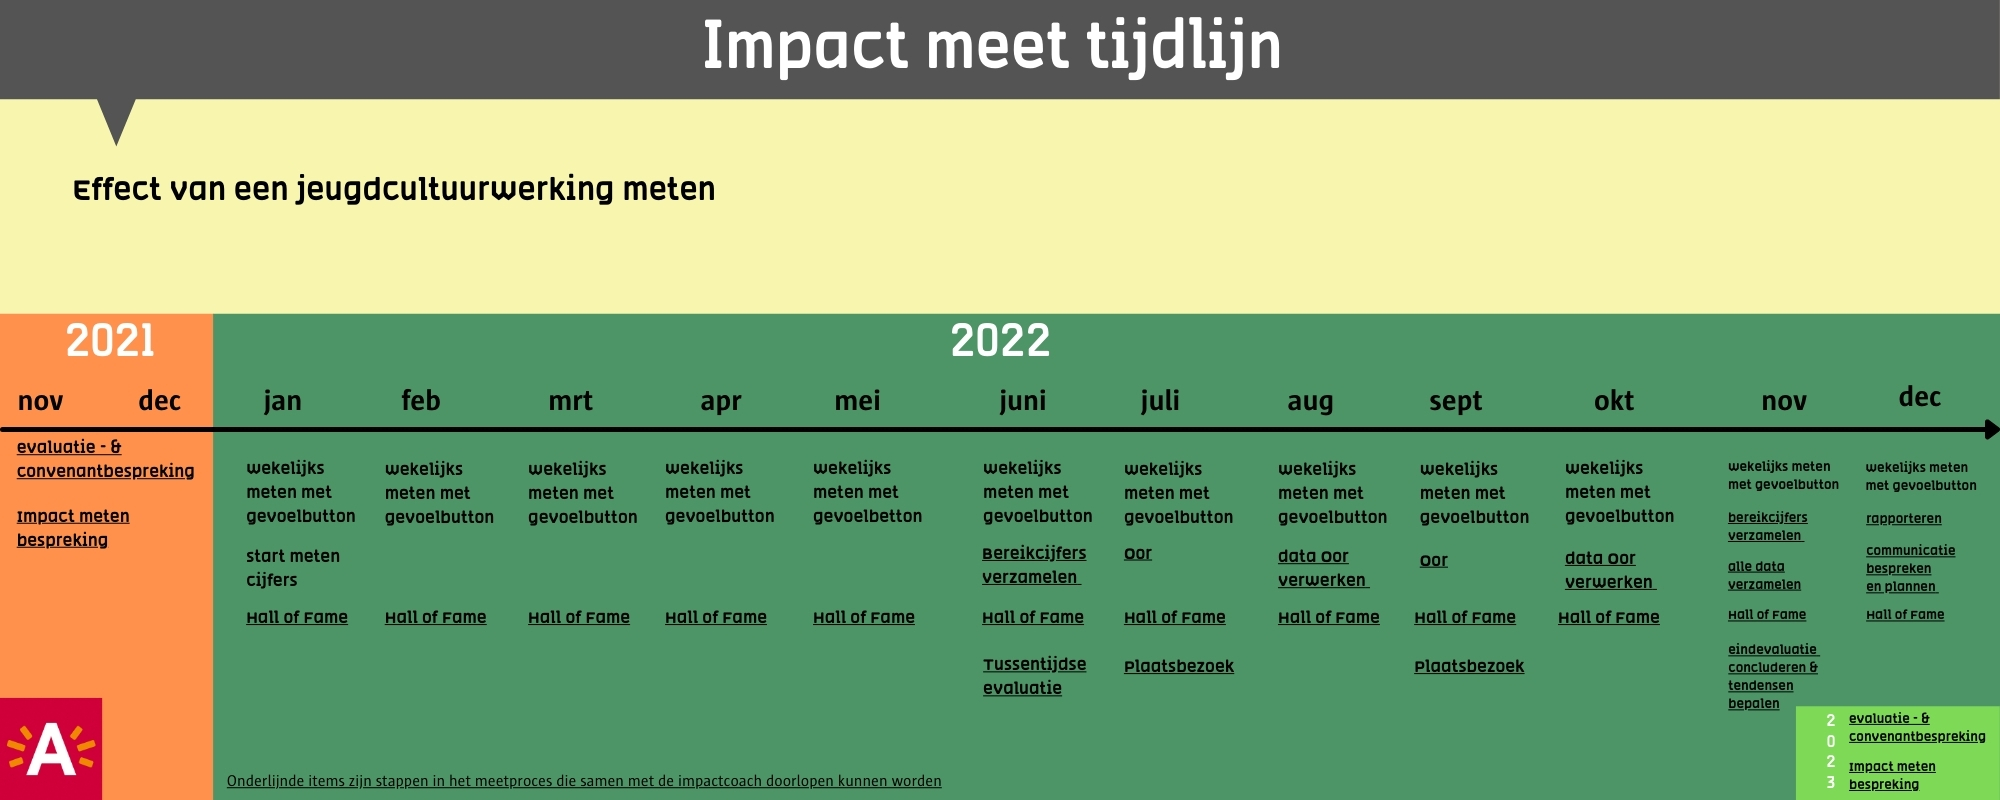 Impact meet tijdlijn
Effect van een jeugdcultuurwerking meten
2021
2022
nov
dec
jan
feb
mrt
apr
mei
juni
juli
aug
sept
okt
nov
dec
evaluatie - &
convenantbespreking
Impact meten
bespreking
wekelijks
meten met
gevoelbutton
start meten
cijfers
Hall of Fame
wekelijks
meten met
gevoelbutton
Hall of Fame
wekelijks
meten met
gevoelbutton
Hall of Fame
wekelijks
meten met
gevoelbutton
Hall of Fame
wekelijks
meten met
gevoelbetton
Hall of Fame
wekelijks
meten met
gevoelbutton
Bereikcijfers
verzamelen
Hall of Fame
Tussentijdse
evaluatie
wekelijks
meten met
gevoelbutton
Oor
Hall of Fame
Plaatsbezoek
wekelijks
meten met
gevoelbutton
data Oor
verwerken
Hall of Fame
wekelijks
meten met
gevoelbutton
Oor
Hall of Fame
Plaatsbezoek
wekelijks
meten met
gevoelbutton
data Oor
verwerken
Hall of Fame
wekelijks meten
met gevoelbutton
bereikcijfers
verzamelen
alle data
verzamelen
Hall of Fame
eindevaluatie
concluderen &
tendensen
bepalen
wekelijks meten
met gevoelbutton
rapporteren
communicatie
bespreken
en plannen
Hall of Fame
2
0
2
3
evaluatie - &
convenantbespreking
Impact meten
bespreking
A
Onderlijnde items zijn stappen in het meetproces die samen met de impactcoach doorlopen kunnen worden